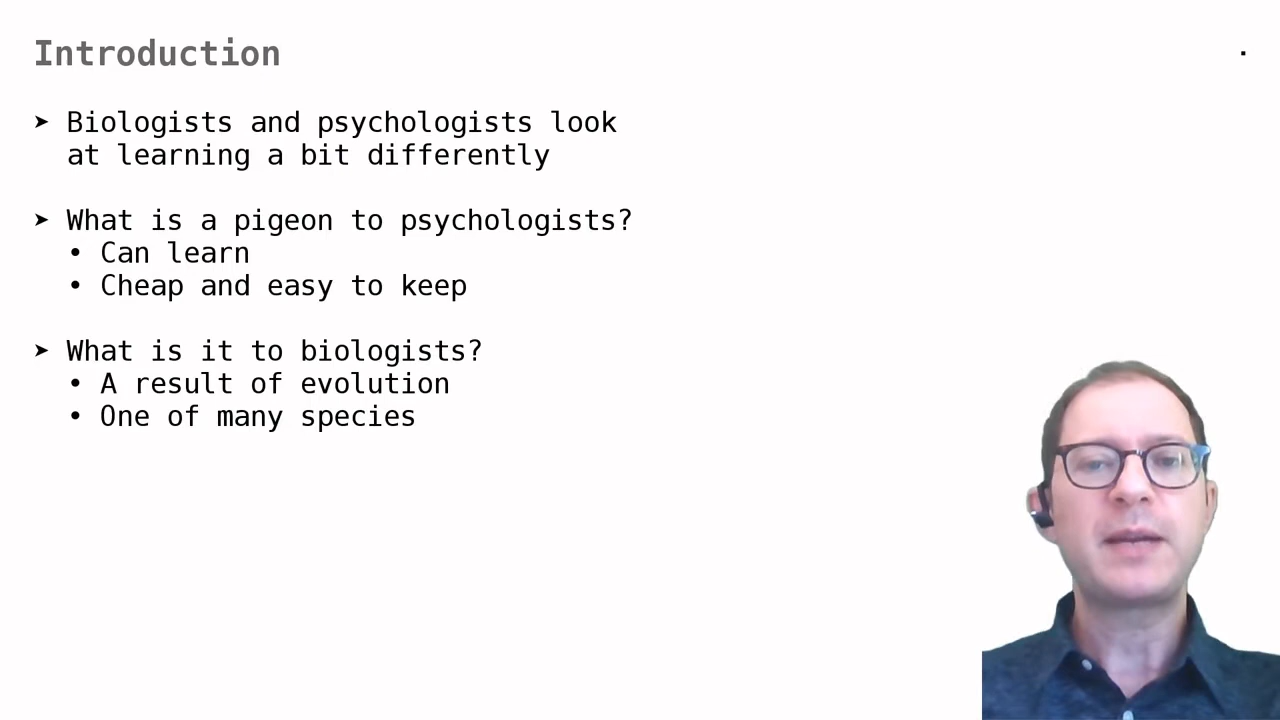 Introduction
➤ Biologists and psychologists look
at learning a bit differently
➤ What is a pigeon to psychologists?
• Can learn
• Cheap and easy to keep
➤ What is it to biologists?
• A result of evolution
• One of many species